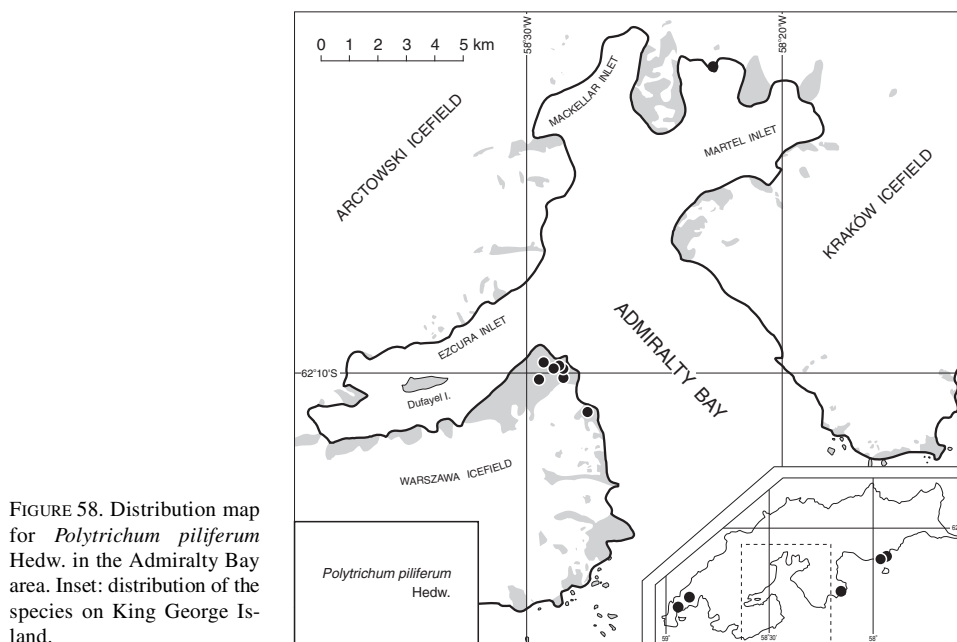 0 1 2 3 4 5 km
58°30'W
58°20'W
MACKELLAR INLET
MARTEL INLET
ARCTOWSKI ICEFIELD
KRAKÓW ICEFIELD
EZCURA INLET
ADMIRALTY BAY
62°10'S
Dufayel I.
WARSZAWA ICEFIELD
Polytrichum piliferum
Hedw.
62
59°
58°30'
58°
FIGURE 58. Distribution map
for Polytrichum piliferum
Hedw. in the Admiralty Bay
area. Inset: distribution of the
species on King George Is-
land.